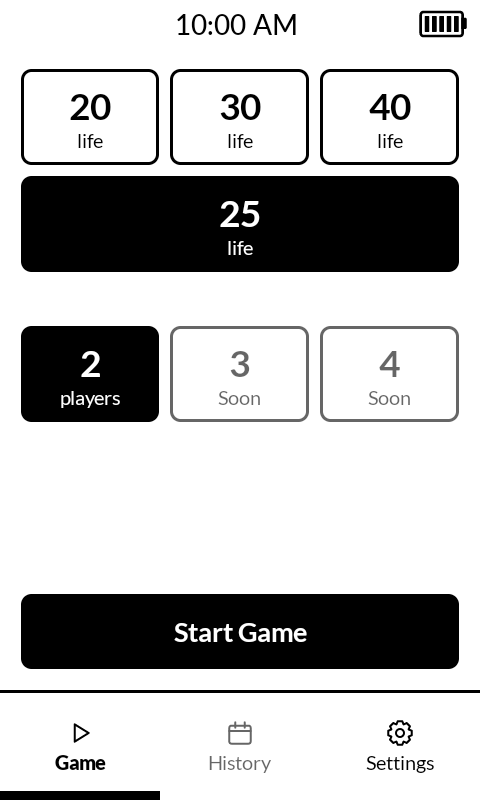 10:00 AM
20 30 40
life life life
25
life
2 3 4
players Soon Soon
Start Game
Game History Settings